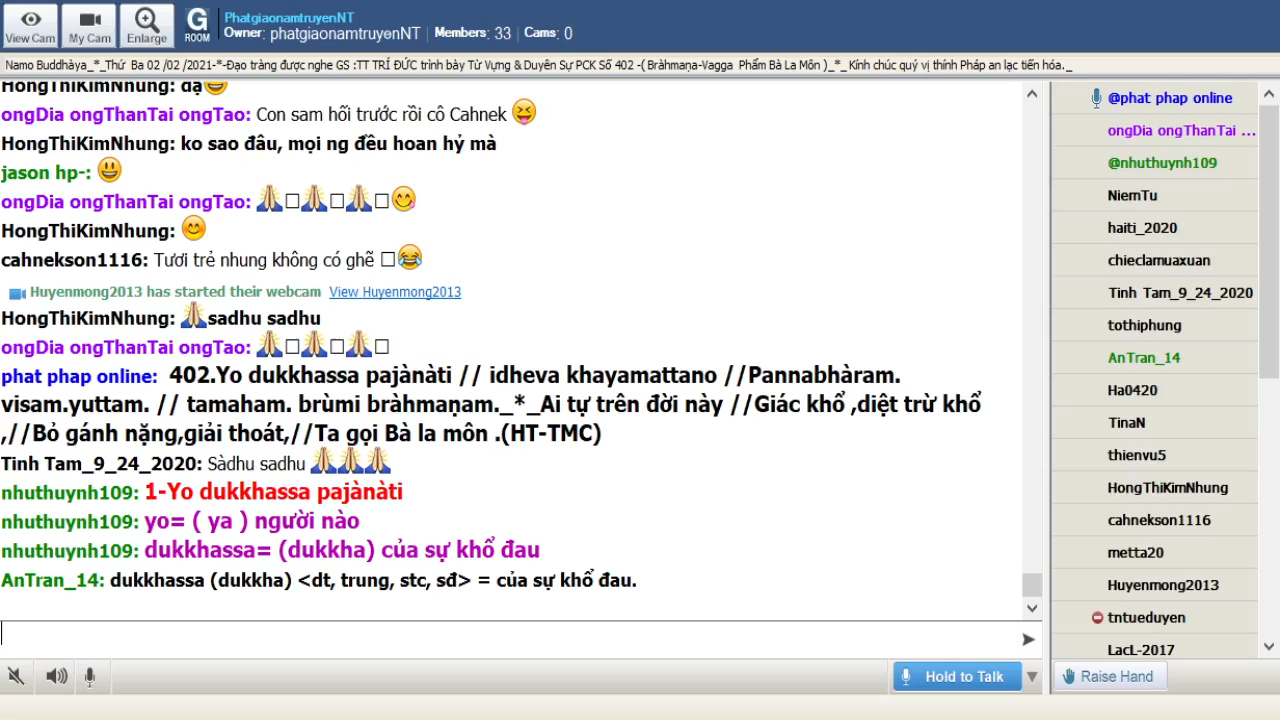 View Cam
My Cam
Enlarge
G
ROOM
PhatgiaonamtruyenNT
Owner: phatgiaonamtruyenNT | Members: 33 | Cams: 0
Namo Buddhàya_*_Thứ Ba 02 /02 /2021-*-Đạo tràng được nghe GS :TT TRÍ ĐỨC trình bày Từ Vựng & Duyên Sự PCK Số 402 -( Bràhmaṇa-Vagga Phẩm Bà La Môn )_*_ Kính chúc quý vị thính Pháp an lạc tiến hóa._
HongThiKimNhung: dạ
ongDia ongThanTai ongTao: Con sam hối trước rồi cô Cahnek
HongThiKimNhung: ko sao đâu, mọi ng đều hoan hỷ mà
jason hp-:
ongDia ongThanTai ongTao:
HongThiKimNhung:
cahnekson1116: Tươi trẻ nhung không có ghẽ
Huyenmong2013 has started their webcam View Huyenmong2013
HongThiKimNhung: sadhu sadhu
ongDia ongThanTai ongTao:
phat phap online: 402.Yo dukkhassa pajànàti // idheva khayamattano //Pannabhàram.
visam.yuttam. // tamaham. brùmi bràhmaṇam._*_Ai tự trên đời này //Giác khổ ,diệt trừ khổ
,//Bỏ gánh nặng,giải thoát,//Ta gọi Bà la môn .(HT-TMC)
Tinh Tam_9_24_2020: Sàdhu sadhu
nhuthuynh109: 1-Yo dukkhassa pajànàti
nhuthuynh109: yo= ( ya ) người nào
nhuthuynh109: dukkhassa= (dukkha) của sự khổ đau
AnTran_14: dukkhassa (dukkha) <dt, trung, stc, sđ> = của sự khổ đau.
Hold to Talk
@phat phap online
ongDia ongThanTai ...
@nhuthuynh109
NiemTu
haiti_2020
chieclamuaxuan
Tinh Tam_9_24_2020
tothiphung
AnTran_14
Ha0420
TinaN
thienvu5
HongThiKimNhung
cahnekson1116
metta20
Huyenmong2013
tntueduyen
LacL-2017
Raise Hand